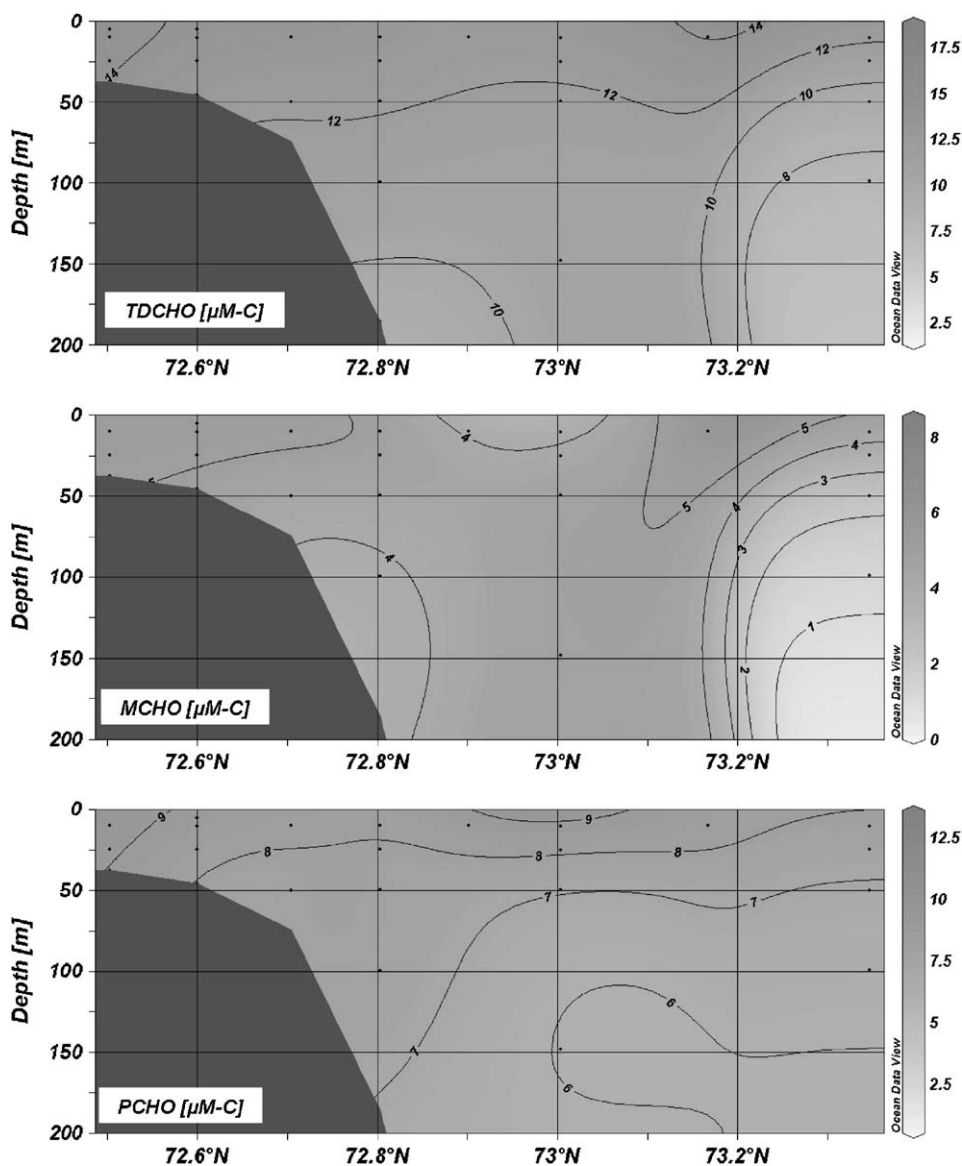 0
50
100
150
200
Depth [m]
14
14
12
12
12
10
10
10
8
TDCHO [µM-C]
72.6°N
72.8°N
73°N
73.2°N
Ocean Data View
17.5
15
12.5
10
7.5
5
2.5
0
50
100
150
200
Depth [m]
4
5
5
4
3
4
3
2
1
MCHO [µM-C]
72.6°N
72.8°N
73°N
73.2°N
Ocean Data View
8
6
4
2
0
0
50
100
150
200
Depth [m]
9
9
8
8
8
7
7
7
6
6
PCHO [µM-C]
72.6°N
72.8°N
73°N
73.2°N
Ocean Data View
12.5
10
7.5
5
2.5